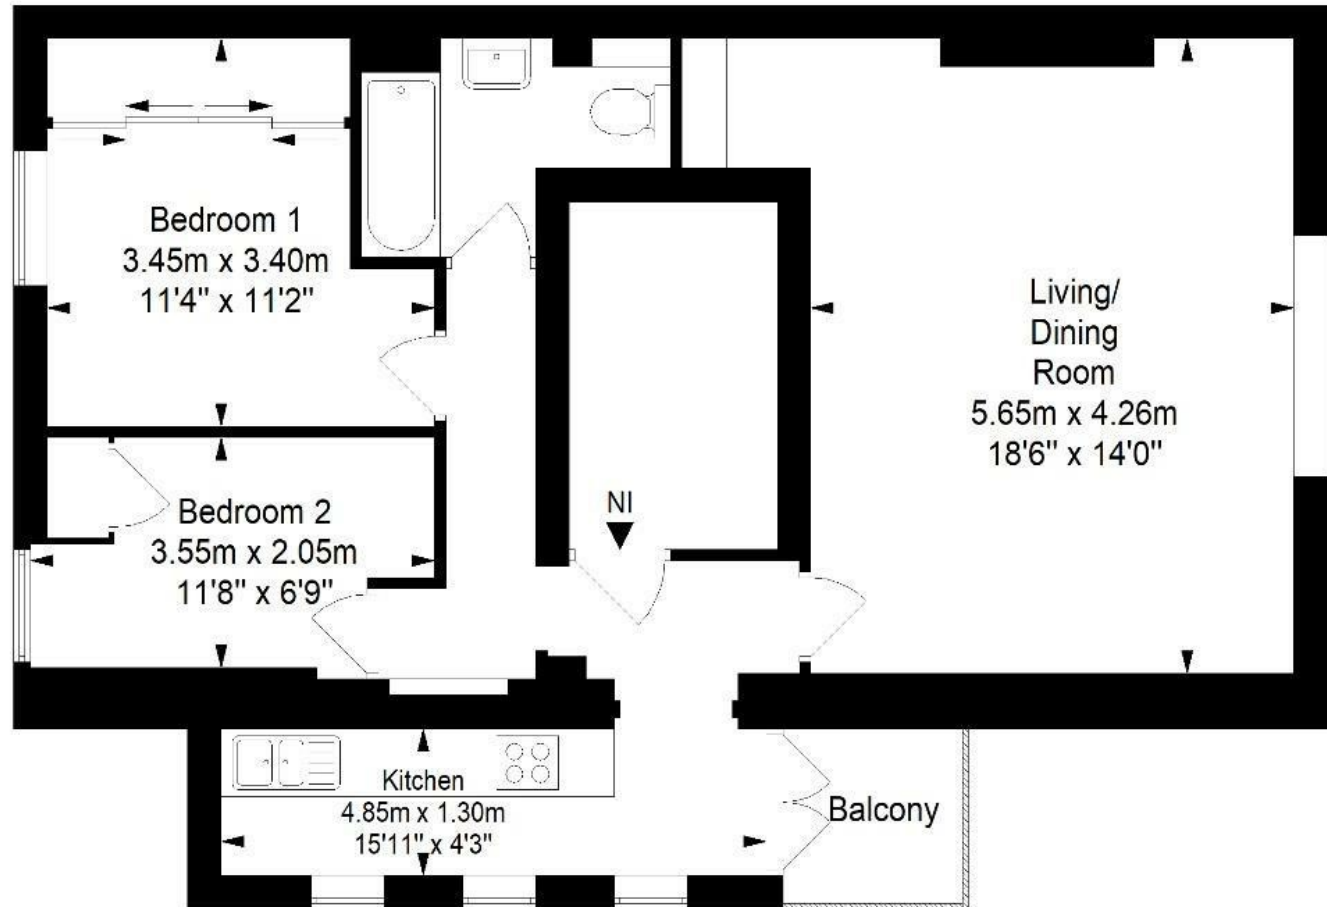 Bedroom 1
3.45m x 3.40m
11'4" x 11'2"
Living/
Dining
Room
5.65m x 4.26m
18'6" x 14'0"
NI
Bedroom 2
3.55m x 2.05m
11'8" x 6'9"
Kitchen
4.85m x 1.30m
15'11" x 4'3"
Balcony